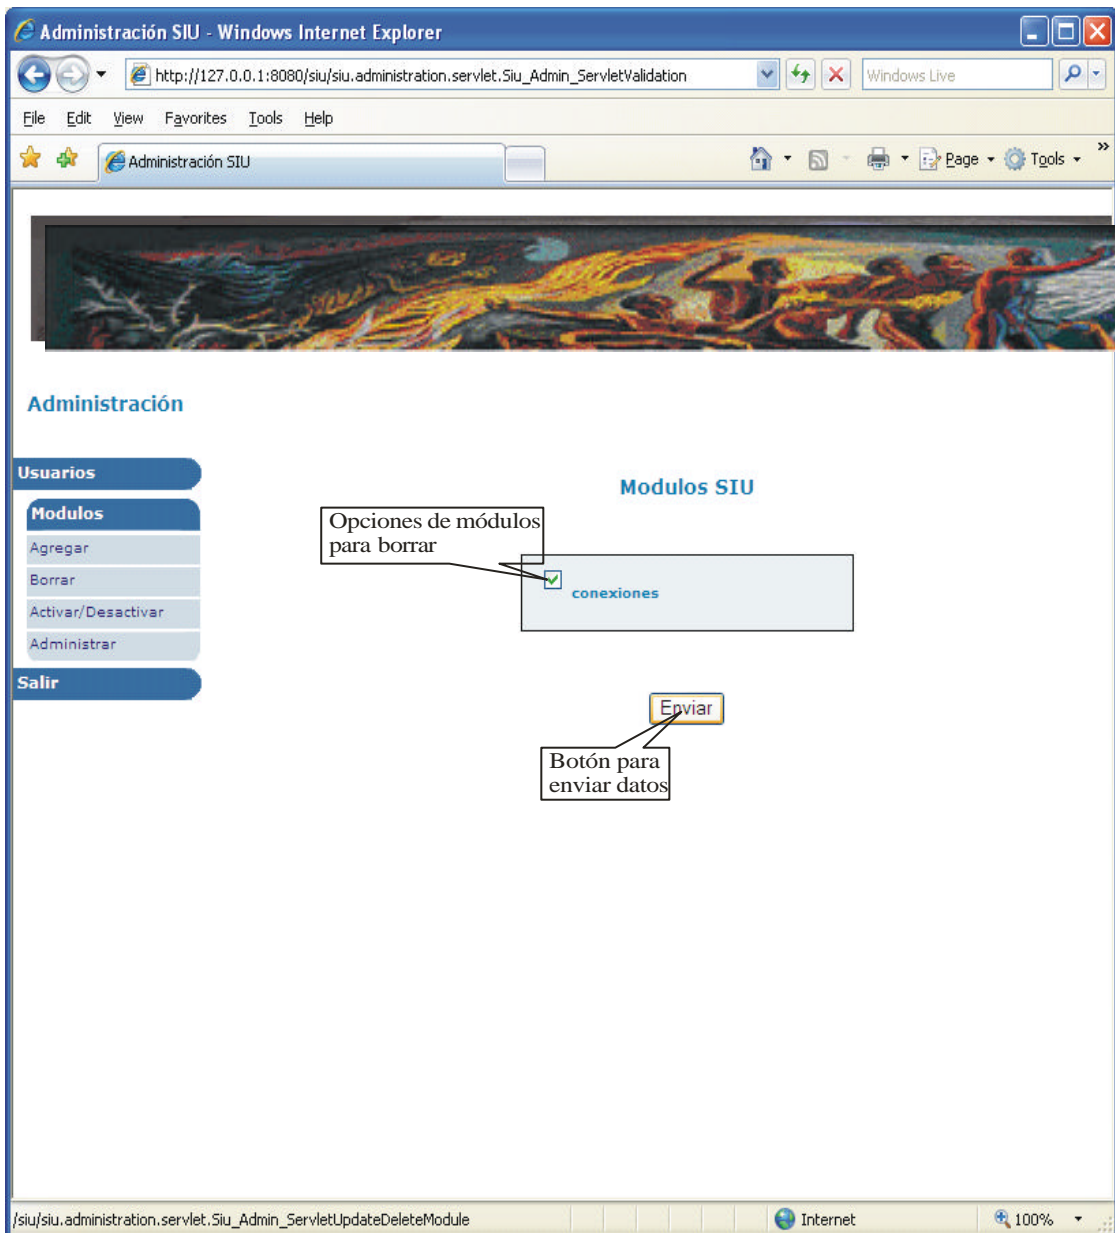 Administración SIU - Windows Internet Explorer
http://127.0.0.1:8080/siu/siu.administration.servlet.Siu_Admin_ServletValidation
Windows Live
File Edit View Favorites Tools Help
Administración SIU
Page Tools »
Administración
Usuarios
Modulos
Agregar
Borrar
Activar/Desactivar
Administrar
Salir
Modulos SIU
Opciones de módulos
para borrar
conexiones
Enviar
Botón para
enviar datos
/siu/siu.administration.servlet.Siu_Admin_ServletUpdateDeleteModule
Internet
100%